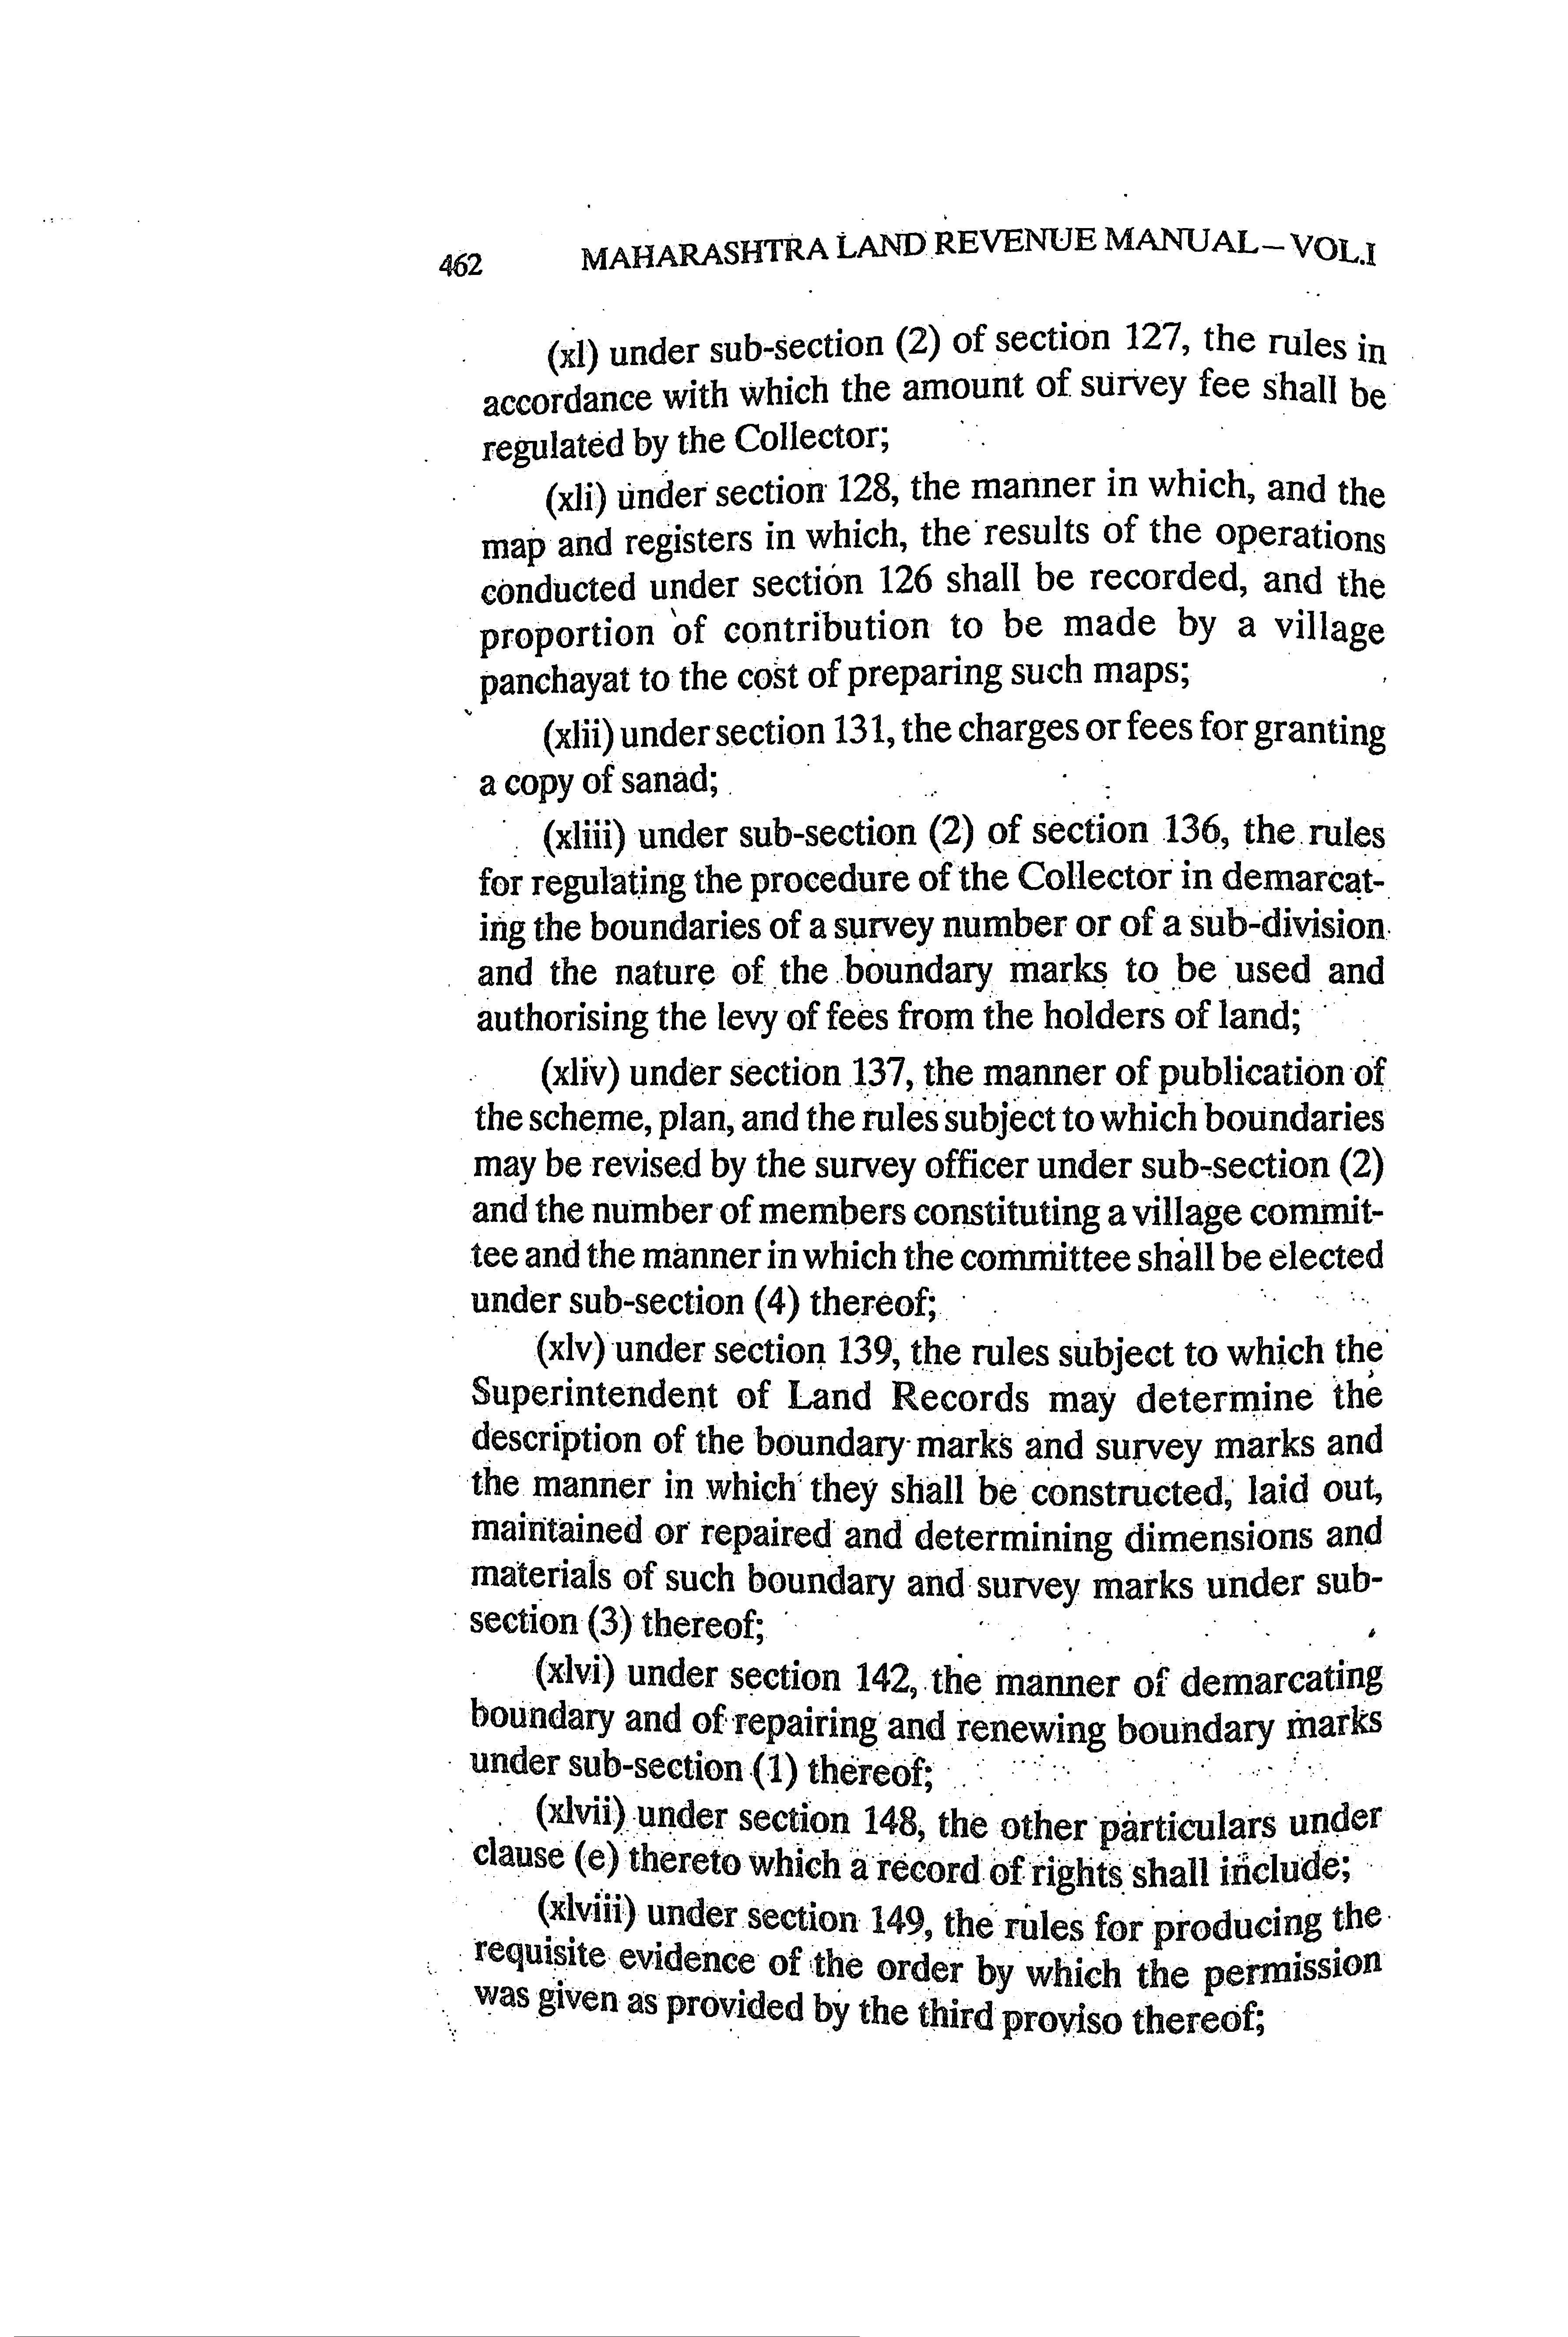 462 MAHARASHTRA LAND REVENUE MANUAL–VOL.I
(xl) under sub-section (2) of section 127, the rules in
accordance with which the amount of survey fee shall be
regulated by the Collector;
(xli) under section 128, the manner in which, and the
map and registers in which, the results of the operations
conducted under section 126 shall be recorded, and the
proportion of contribution to be made by a village
panchayat to the cost of preparing such maps;
(xlii) under section 131, the charges or fees for granting
a copy of sanad;
(xliii) under sub-section (2) of section 136, the rules
for regulating the procedure of the Collector in demarcat-
ing the boundaries of a survey number or of a sub-division
and the nature of the boundary marks to be used and
authorising the levy of fees from the holders of land;
(xliv) under section 137, the manner of publication of
the scheme, plan, and the rules subject to which boundaries
may be revised by the survey officer under sub-section (2)
and the number of members constituting a village commit-
tee and the manner in which the committee shall be elected
under sub-section (4) thereof;
(xlv) under section 139, the rules subject to which the
Superintendent of Land Records may determine the
description of the boundary marks and survey marks and
the manner in which they shall be constructed, laid out,
maintained or repaired and determining dimensions and
materials of such boundary and survey marks under sub-
section (3) thereof;
(xlvi) under section 142, the manner of demarcating
boundary and of repairing and renewing boundary marks
under sub-section (1) thereof;
(xlvii) under section 148, the other particulars under
clause (e) thereto which a record of rights shall include;
(xlviii) under section 149, the rules for producing the
requisite evidence of the order by which the permission
was given as provided by the third proviso thereof;